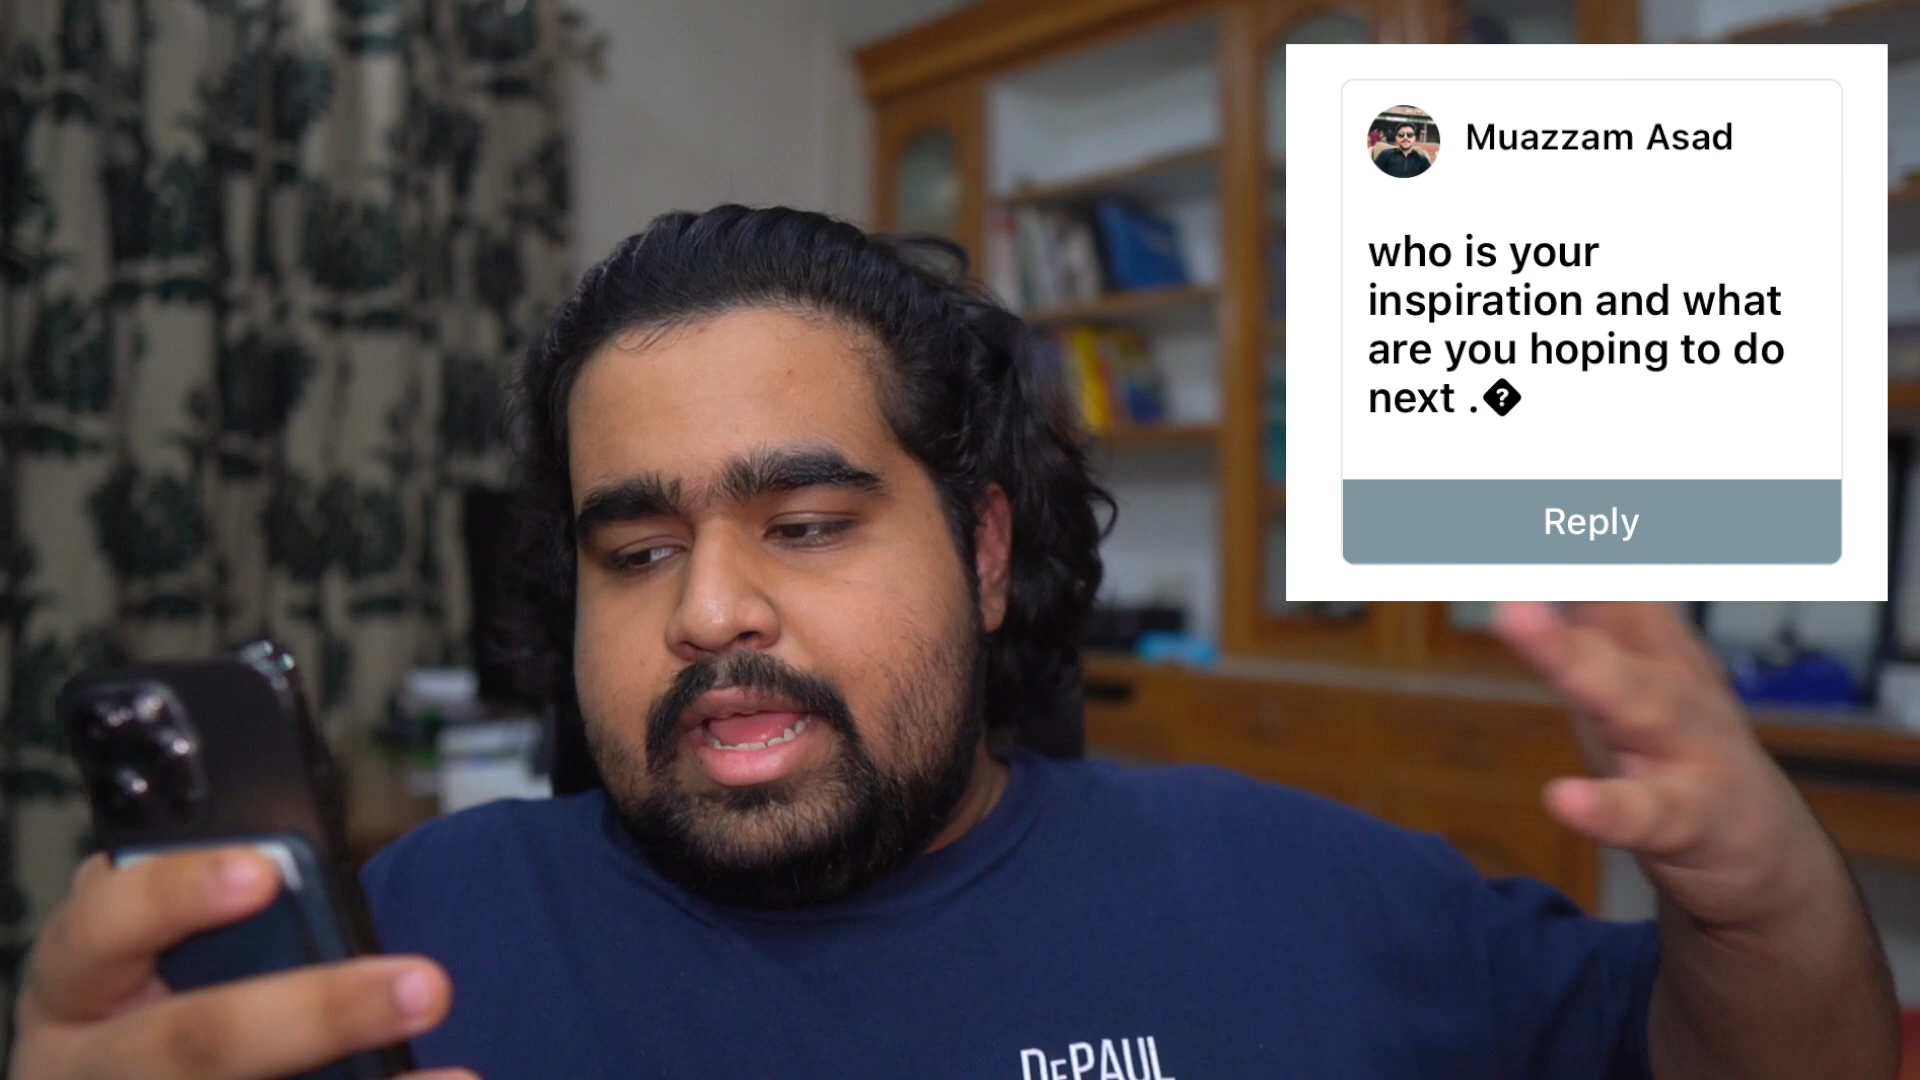 Muazzam Asad
who is your
inspiration and what
are you hoping to do
next .�
Reply
DePAUL